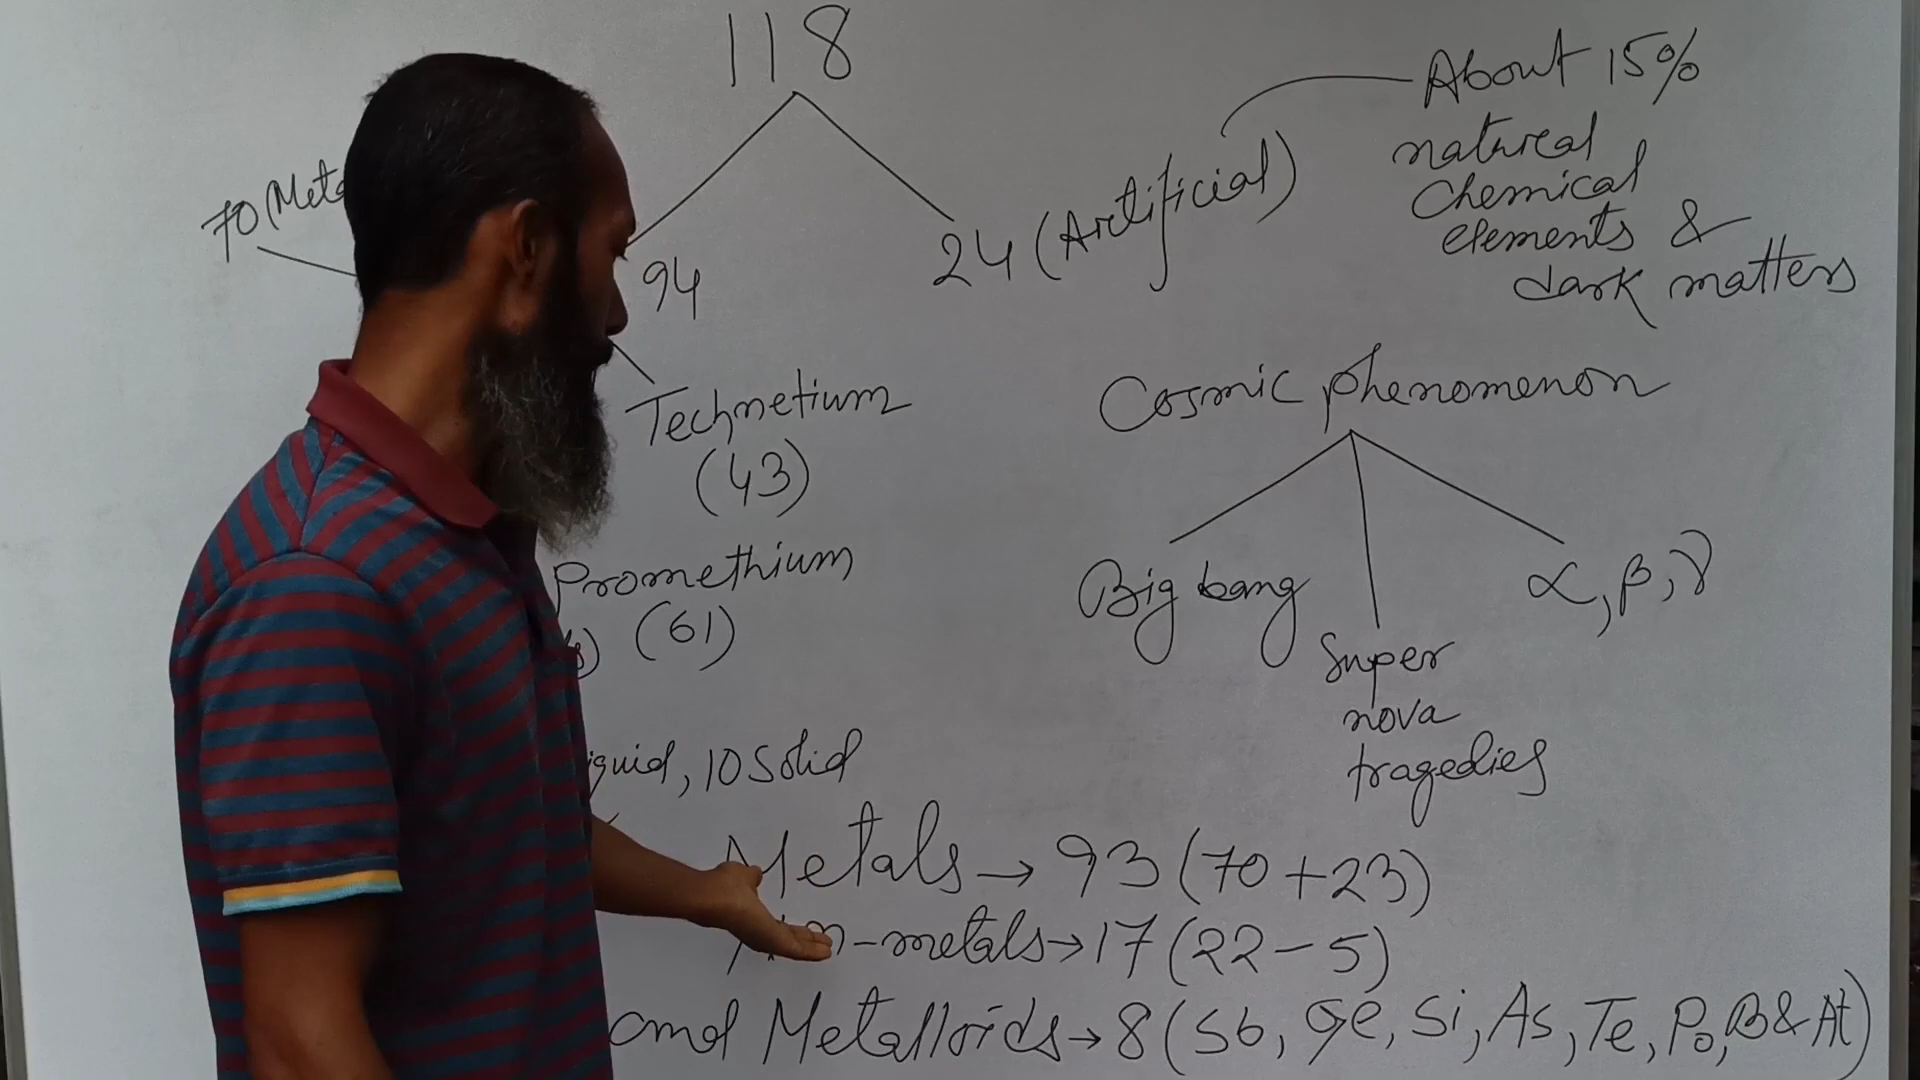 118
About 15%
natural
chemical
elements &
dark matters
70 (Meta
94
24 (Artificial)
Technetium
(43)
Cosmic phenomenon
Promethium
(61)
Big bang
α, β, γ
Super
nova
tragedies
iquid, 10 Solid
Metals → 93 (70 + 23)
n-metals → 17 (22 - 5)
and Metalloids → 8 (Sb, Ge, Si, As, Te, Po, B & At)